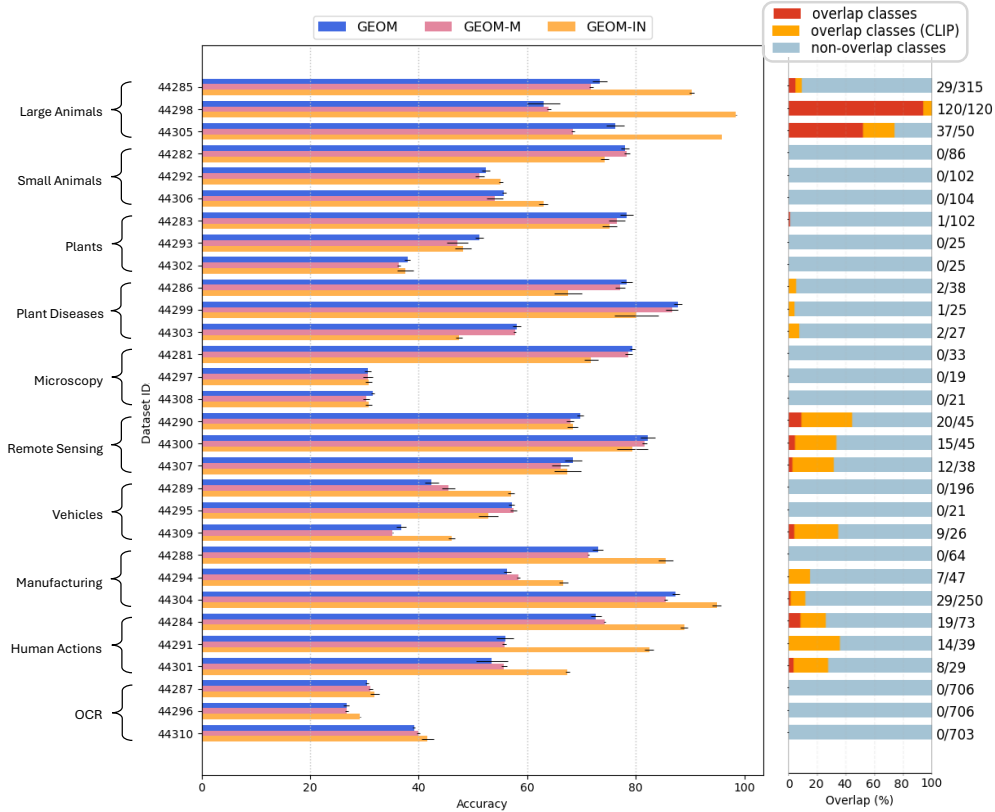 GEOM GEOM-M GEOM-IN
overlap classes
overlap classes (CLIP)
non-overlap classes
Large Animals
44285 29/315
44298 120/120
44305 37/50
Small Animals
44282 0/86
44292 0/102
44306 0/104
Plants
44283 1/102
44293 0/25
44302 0/25
Plant Diseases
44286 2/38
44299 1/25
44303 2/27
Microscopy
44281 0/33
44297 0/19
44308 0/21
Remote Sensing
44290 20/45
44300 15/45
44307 12/38
Vehicles
44289 0/196
44295 0/21
44309 9/26
Manufacturing
44288 0/64
44294 7/47
44304 29/250
Human Actions
44284 19/73
44291 14/39
44301 8/29
OCR
44287 0/706
44296 0/706
44310 0/703
Dataset ID
0 20 40 60 80 100
Accuracy
0 20 40 60 80 100
Overlap (%)